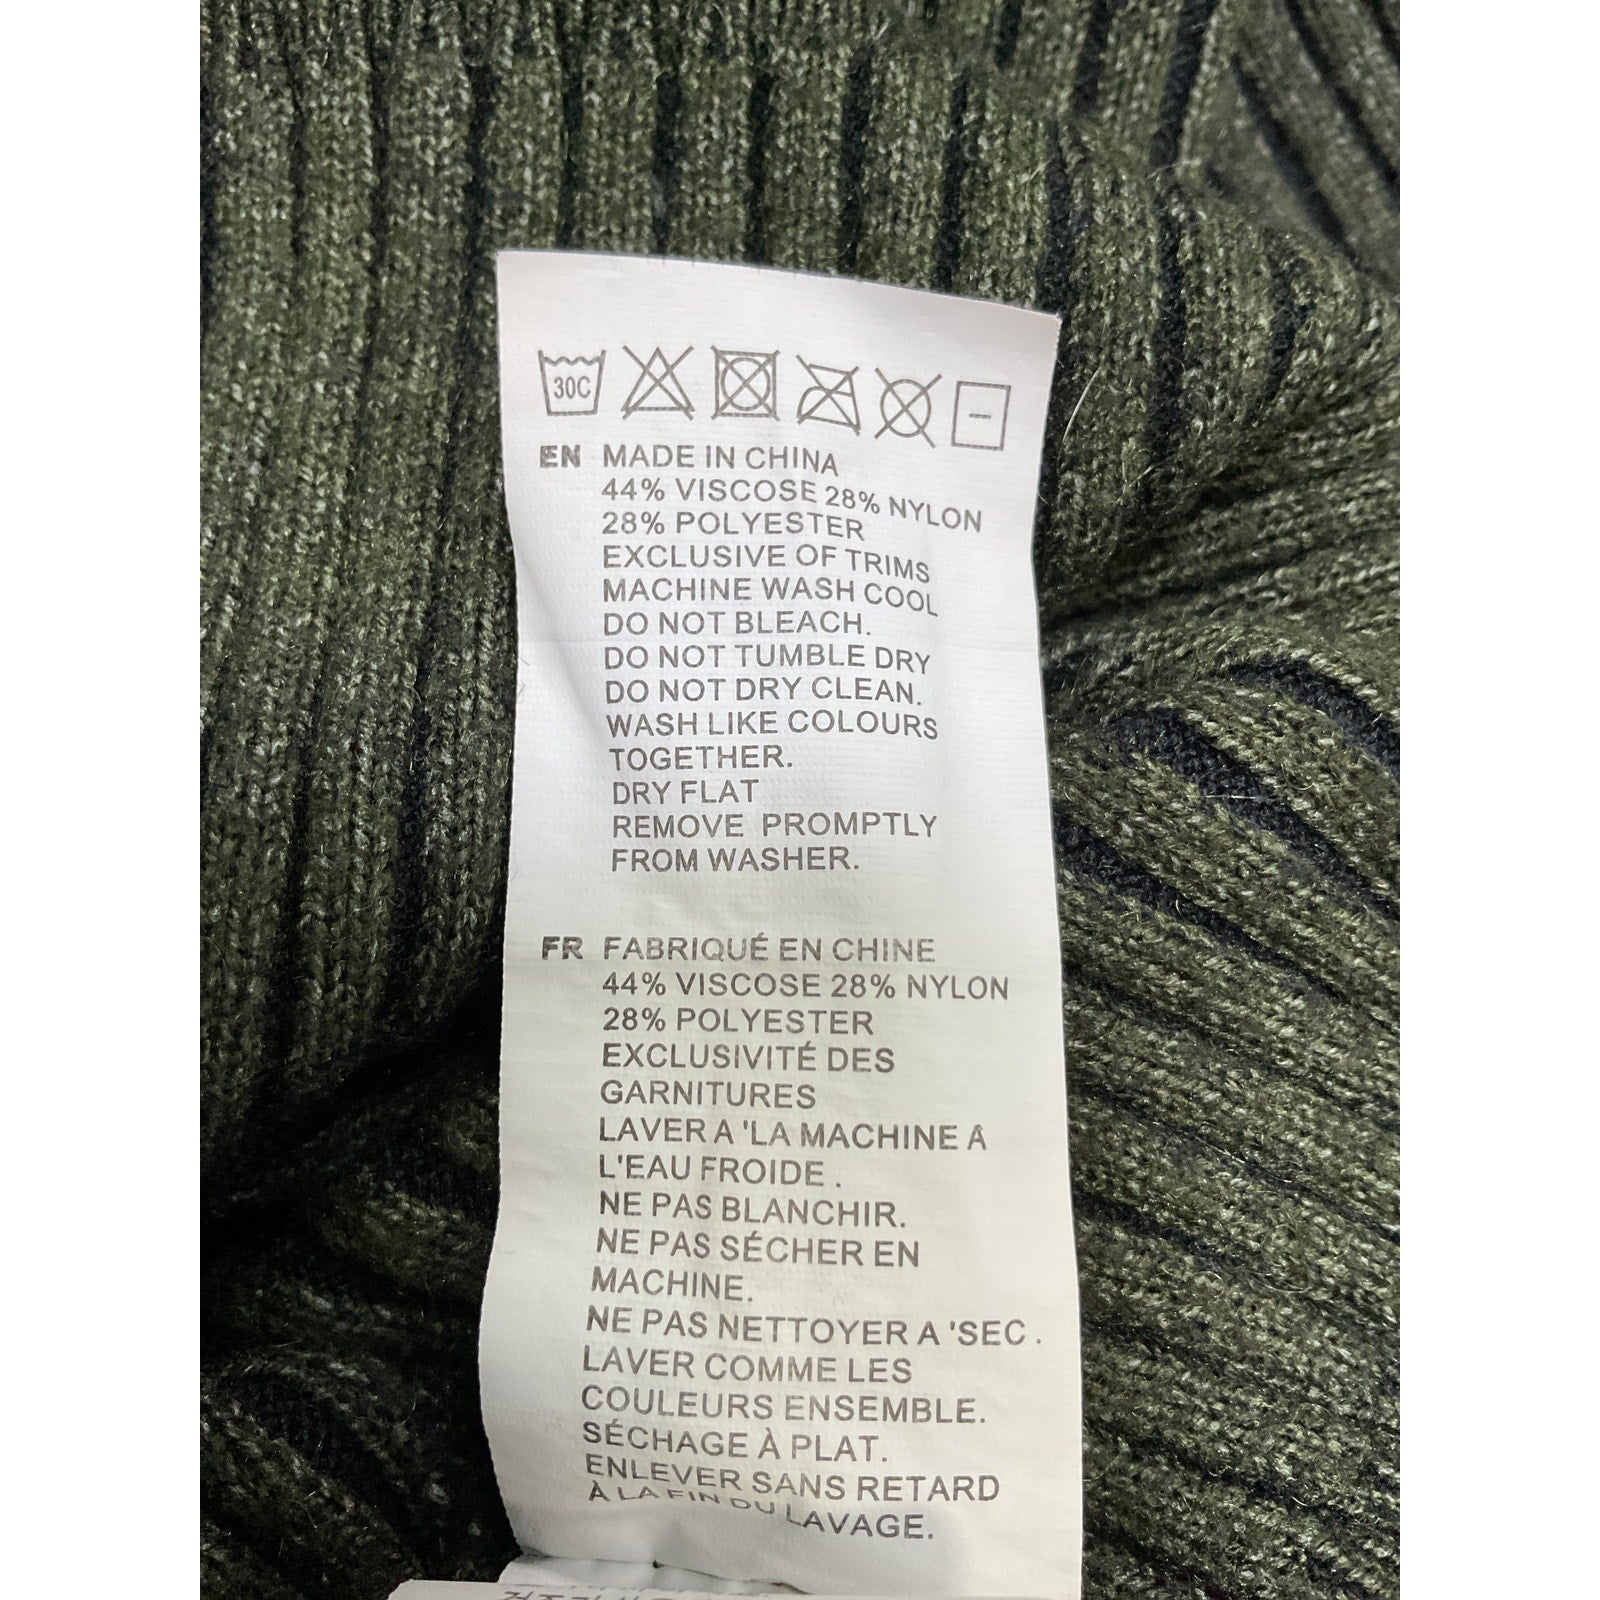 30C
EN MADE IN CHINA
44% VISCOSE 28% NYLON
28% POLYESTER
EXCLUSIVE OF TRIMS
MACHINE WASH COOL
DO NOT BLEACH.
DO NOT TUMBLE DRY
DO NOT DRY CLEAN.
WASH LIKE COLOURS
TOGETHER.
DRY FLAT
REMOVE PROMPTLY
FROM WASHER.
FR FABRIQUÉ EN CHINE
44% VISCOSE 28% NYLON
28% POLYESTER
EXCLUSIVITÉ DES
GARNITURES
LAVER A 'LA MACHINE A
L'EAU FROIDE .
NE PAS BLANCHIR.
NE PAS SÉCHER EN
MACHINE.
NE PAS NETTOYER A 'SEC .
LAVER COMME LES
COULEURS ENSEMBLE.
SÉCHAGE À PLAT.
ENLEVER SANS RETARD
À LA FIN DU LAVAGE.